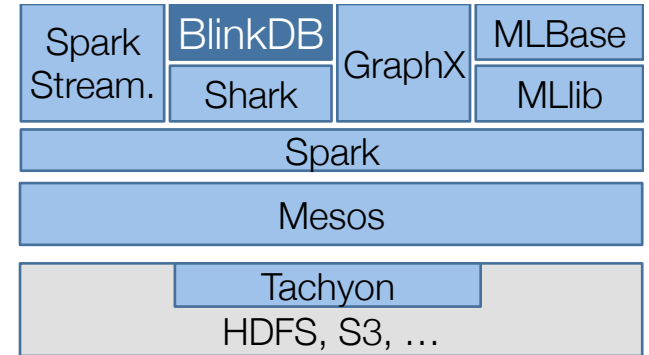 Spark
Stream.
BlinkDB
Shark
GraphX
MLBase
MLlib
Spark
Mesos
Tachyon
HDFS, S3, …